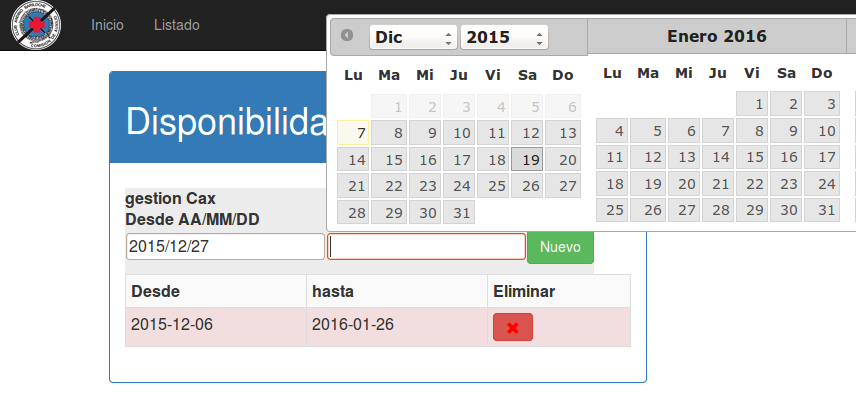 Inicio Listado
Disponibilida
gestion Cax
Desde AA/MM/DD
2015/12/27 Nuevo
Desde hasta Eliminar
2015-12-06 2016-01-26
Dic 2015
Lu Ma Mi Ju Vi Sa Do
1 2 3 4 5 6
7 8 9 10 11 12 13
14 15 16 17 18 19 20
21 22 23 24 25 26 27
28 29 30 31
Enero 2016
Lu Ma Mi Ju Vi Sa Do
1 2 3
4 5 6 7 8 9 10
11 12 13 14 15 16 17
18 19 20 21 22 23 24
25 26 27 28 29 30 31